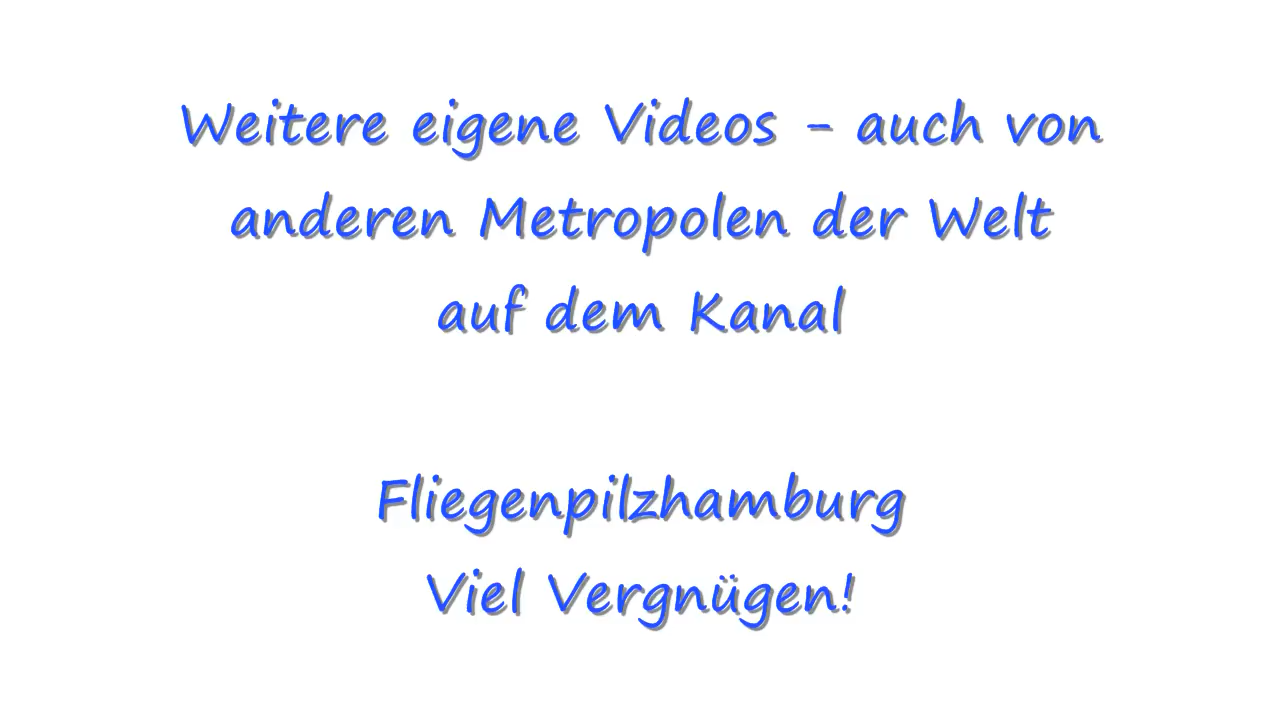 Weitere eigene Videos - auch von
anderen Metropolen der Welt
auf dem Kanal
Fliegenpilzhamburg
Viel Vergnügen!